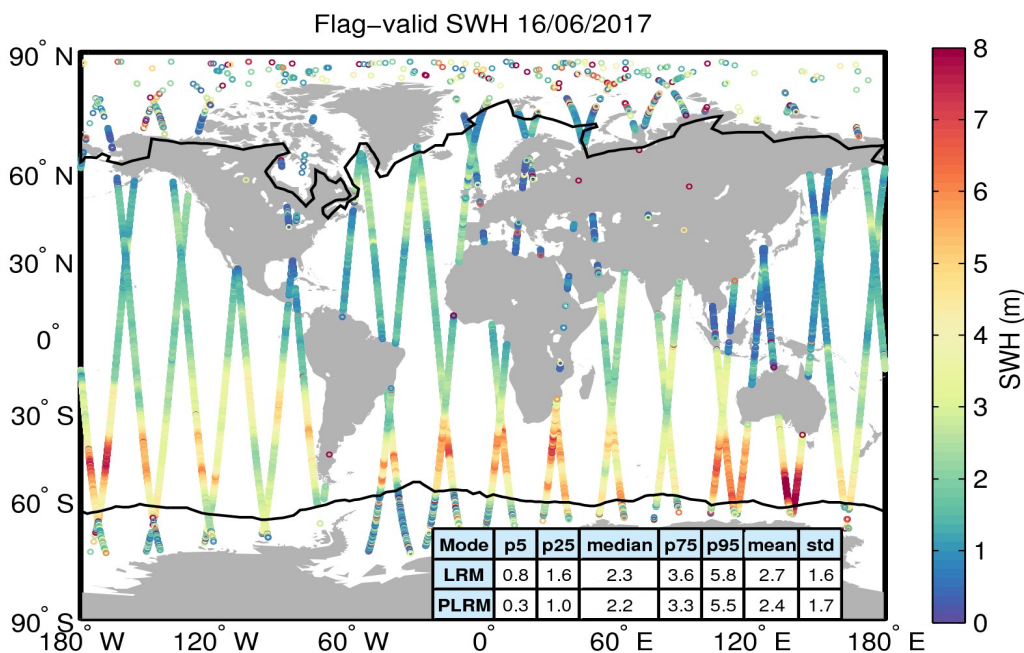 Flag-valid SWH 16/06/2017
90° N
60° N
30° N
0°
30° S
60° S
90° S
180° W
120° W
60° W
0°
60° E
120° E
180° E
Mode p5 p25 median p75 p95 mean std
LRM 0.8 1.6 2.3 3.6 5.8 2.7 1.6
PLRM 0.3 1.0 2.2 3.3 5.5 2.4 1.7
8
7
6
5
4
3
2
1
0
SWH (m)